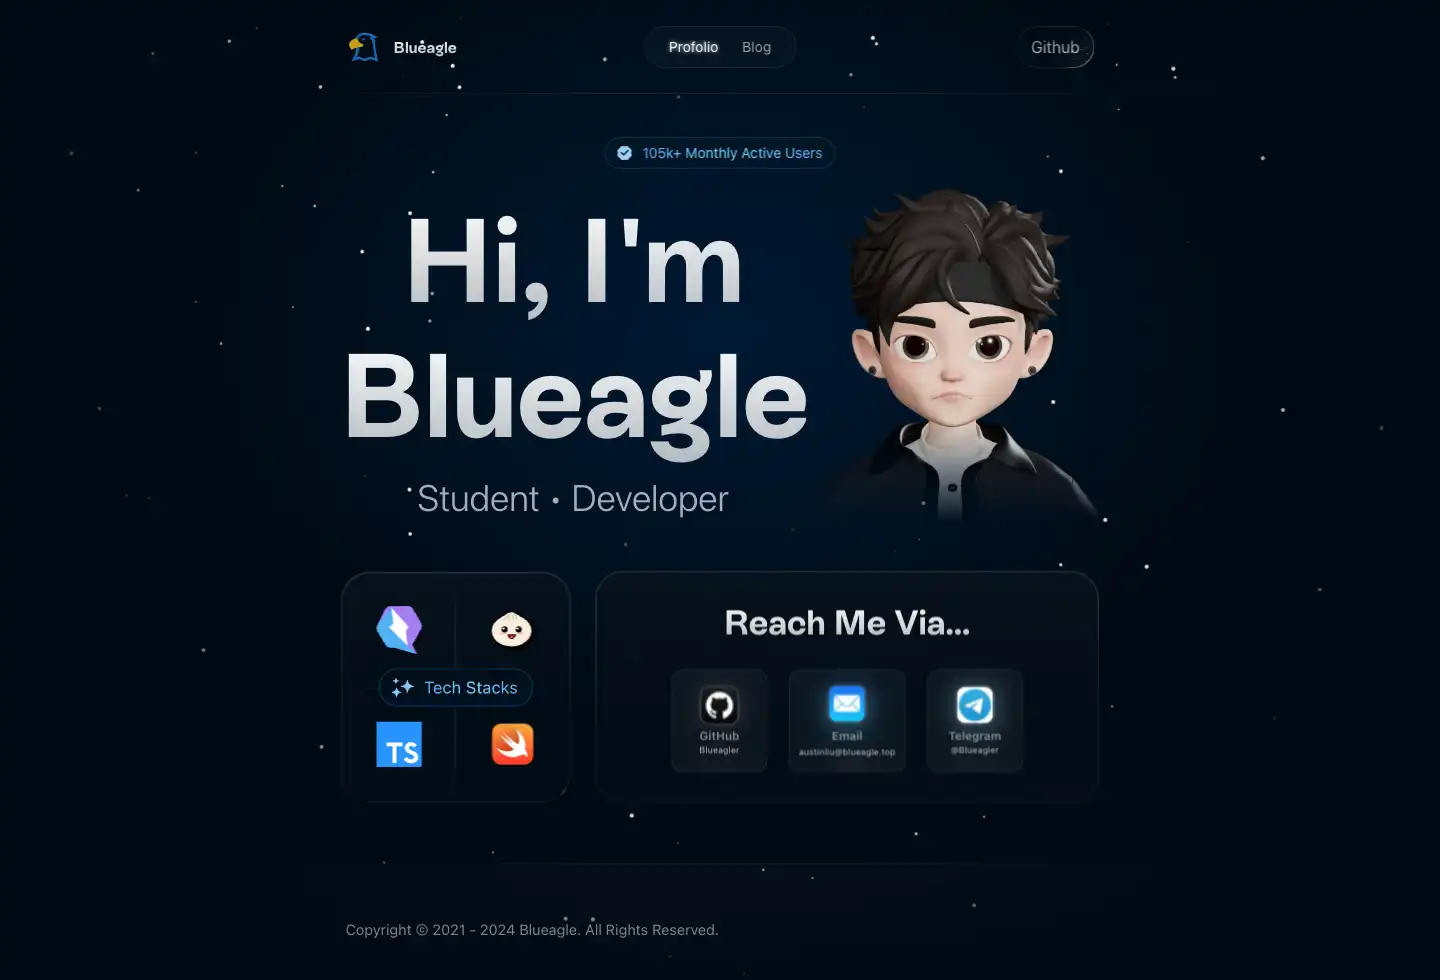 Blueagle
Profolio
Blog
Github
105k+ Monthly Active Users
Hi, I'm
Blueagle
Student • Developer
Tech Stacks
TS
Reach Me Via...
GitHub
Blueagler
Email
austinliu@blueagle.top
Telegram
@Blueagler
Copyright © 2021 - 2024 Blueagle. All Rights Reserved.